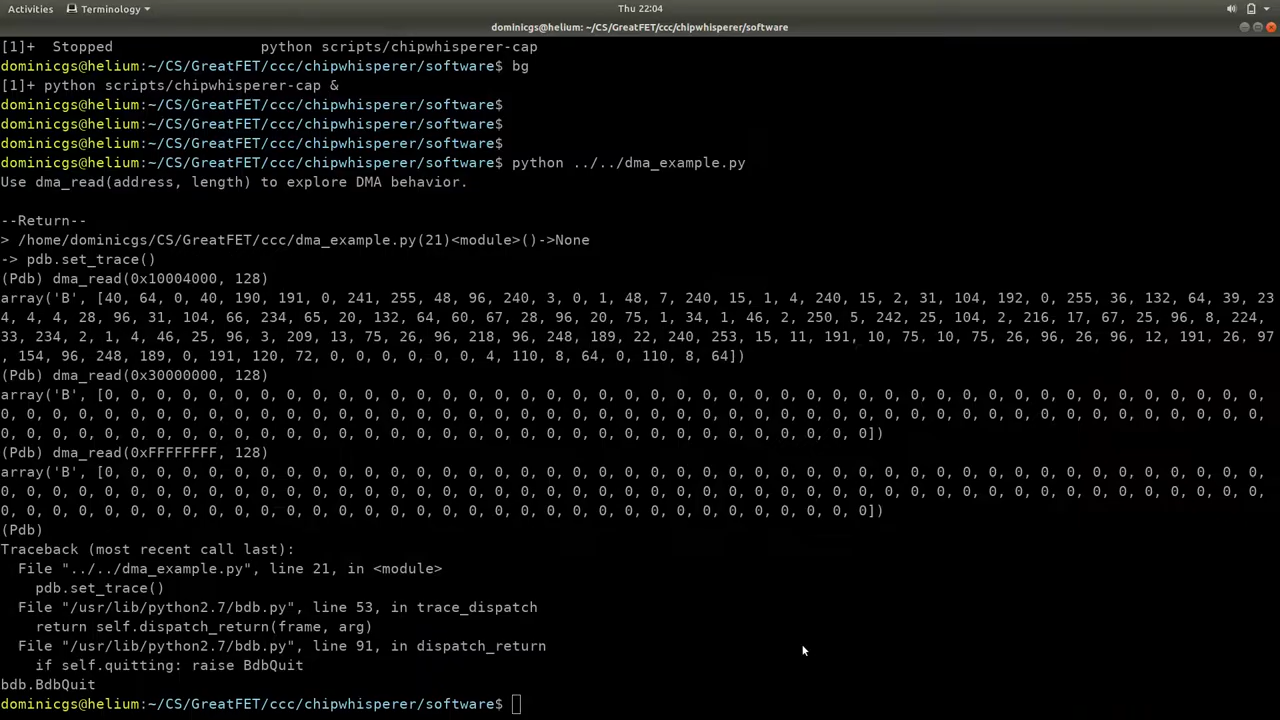 Activities
Terminology
Thu 22:04
dominicgs@helium: ~/CS/GreatFET/ccc/chipwhisperer/software
[1]+  Stopped                 python scripts/chipwhisperer-cap
dominicgs@helium:~/CS/GreatFET/ccc/chipwhisperer/software$ bg
[1]+ python scripts/chipwhisperer-cap &
dominicgs@helium:~/CS/GreatFET/ccc/chipwhisperer/software$
dominicgs@helium:~/CS/GreatFET/ccc/chipwhisperer/software$
dominicgs@helium:~/CS/GreatFET/ccc/chipwhisperer/software$
dominicgs@helium:~/CS/GreatFET/ccc/chipwhisperer/software$ python ../../dma_example.py
Use dma_read(address, length) to explore DMA behavior.
--Return--
> /home/dominicgs/CS/GreatFET/ccc/dma_example.py(21)<module>()->None
-> pdb.set_trace()
(Pdb) dma_read(0x10004000, 128)
array('B', [40, 64, 0, 40, 190, 191, 0, 241, 255, 48, 96, 240, 3, 0, 1, 48, 7, 240, 15, 1, 4, 240, 15, 2, 31, 104, 192, 0, 255, 36, 132, 64, 39, 23
4, 4, 4, 28, 96, 31, 104, 66, 234, 65, 20, 132, 64, 60, 67, 28, 96, 20, 75, 1, 34, 1, 46, 2, 250, 5, 242, 25, 104, 2, 216, 17, 67, 25, 96, 8, 224,
33, 234, 2, 1, 4, 46, 25, 96, 3, 209, 13, 75, 26, 96, 218, 96, 248, 189, 22, 240, 253, 15, 11, 191, 10, 75, 10, 75, 26, 96, 26, 96, 12, 191, 26, 97
, 154, 96, 248, 189, 0, 191, 120, 72, 0, 0, 0, 0, 0, 0, 4, 110, 8, 64, 0, 110, 8, 64])
(Pdb) dma_read(0x30000000, 128)
array('B', [0, 0, 0, 0, 0, 0, 0, 0, 0, 0, 0, 0, 0, 0, 0, 0, 0, 0, 0, 0, 0, 0, 0, 0, 0, 0, 0, 0, 0, 0, 0, 0, 0, 0, 0, 0, 0, 0, 0, 0, 0, 0, 0, 0, 0,
0, 0, 0, 0, 0, 0, 0, 0, 0, 0, 0, 0, 0, 0, 0, 0, 0, 0, 0, 0, 0, 0, 0, 0, 0, 0, 0, 0, 0, 0, 0, 0, 0, 0, 0, 0, 0, 0, 0, 0, 0, 0, 0, 0, 0, 0, 0, 0, 0,
0, 0, 0, 0, 0, 0, 0, 0, 0, 0, 0, 0, 0, 0, 0, 0, 0, 0, 0, 0, 0, 0, 0, 0, 0, 0, 0, 0, 0, 0, 0, 0, 0, 0])
(Pdb) dma_read(0xFFFFFFFF, 128)
array('B', [0, 0, 0, 0, 0, 0, 0, 0, 0, 0, 0, 0, 0, 0, 0, 0, 0, 0, 0, 0, 0, 0, 0, 0, 0, 0, 0, 0, 0, 0, 0, 0, 0, 0, 0, 0, 0, 0, 0, 0, 0, 0, 0, 0, 0,
0, 0, 0, 0, 0, 0, 0, 0, 0, 0, 0, 0, 0, 0, 0, 0, 0, 0, 0, 0, 0, 0, 0, 0, 0, 0, 0, 0, 0, 0, 0, 0, 0, 0, 0, 0, 0, 0, 0, 0, 0, 0, 0, 0, 0, 0, 0, 0, 0,
0, 0, 0, 0, 0, 0, 0, 0, 0, 0, 0, 0, 0, 0, 0, 0, 0, 0, 0, 0, 0, 0, 0, 0, 0, 0, 0, 0, 0, 0, 0, 0, 0, 0])
(Pdb)
Traceback (most recent call last):
  File "../../dma_example.py", line 21, in <module>
    pdb.set_trace()
  File "/usr/lib/python2.7/bdb.py", line 53, in trace_dispatch
    return self.dispatch_return(frame, arg)
  File "/usr/lib/python2.7/bdb.py", line 91, in dispatch_return
    if self.quitting: raise BdbQuit
bdb.BdbQuit
dominicgs@helium:~/CS/GreatFET/ccc/chipwhisperer/software$